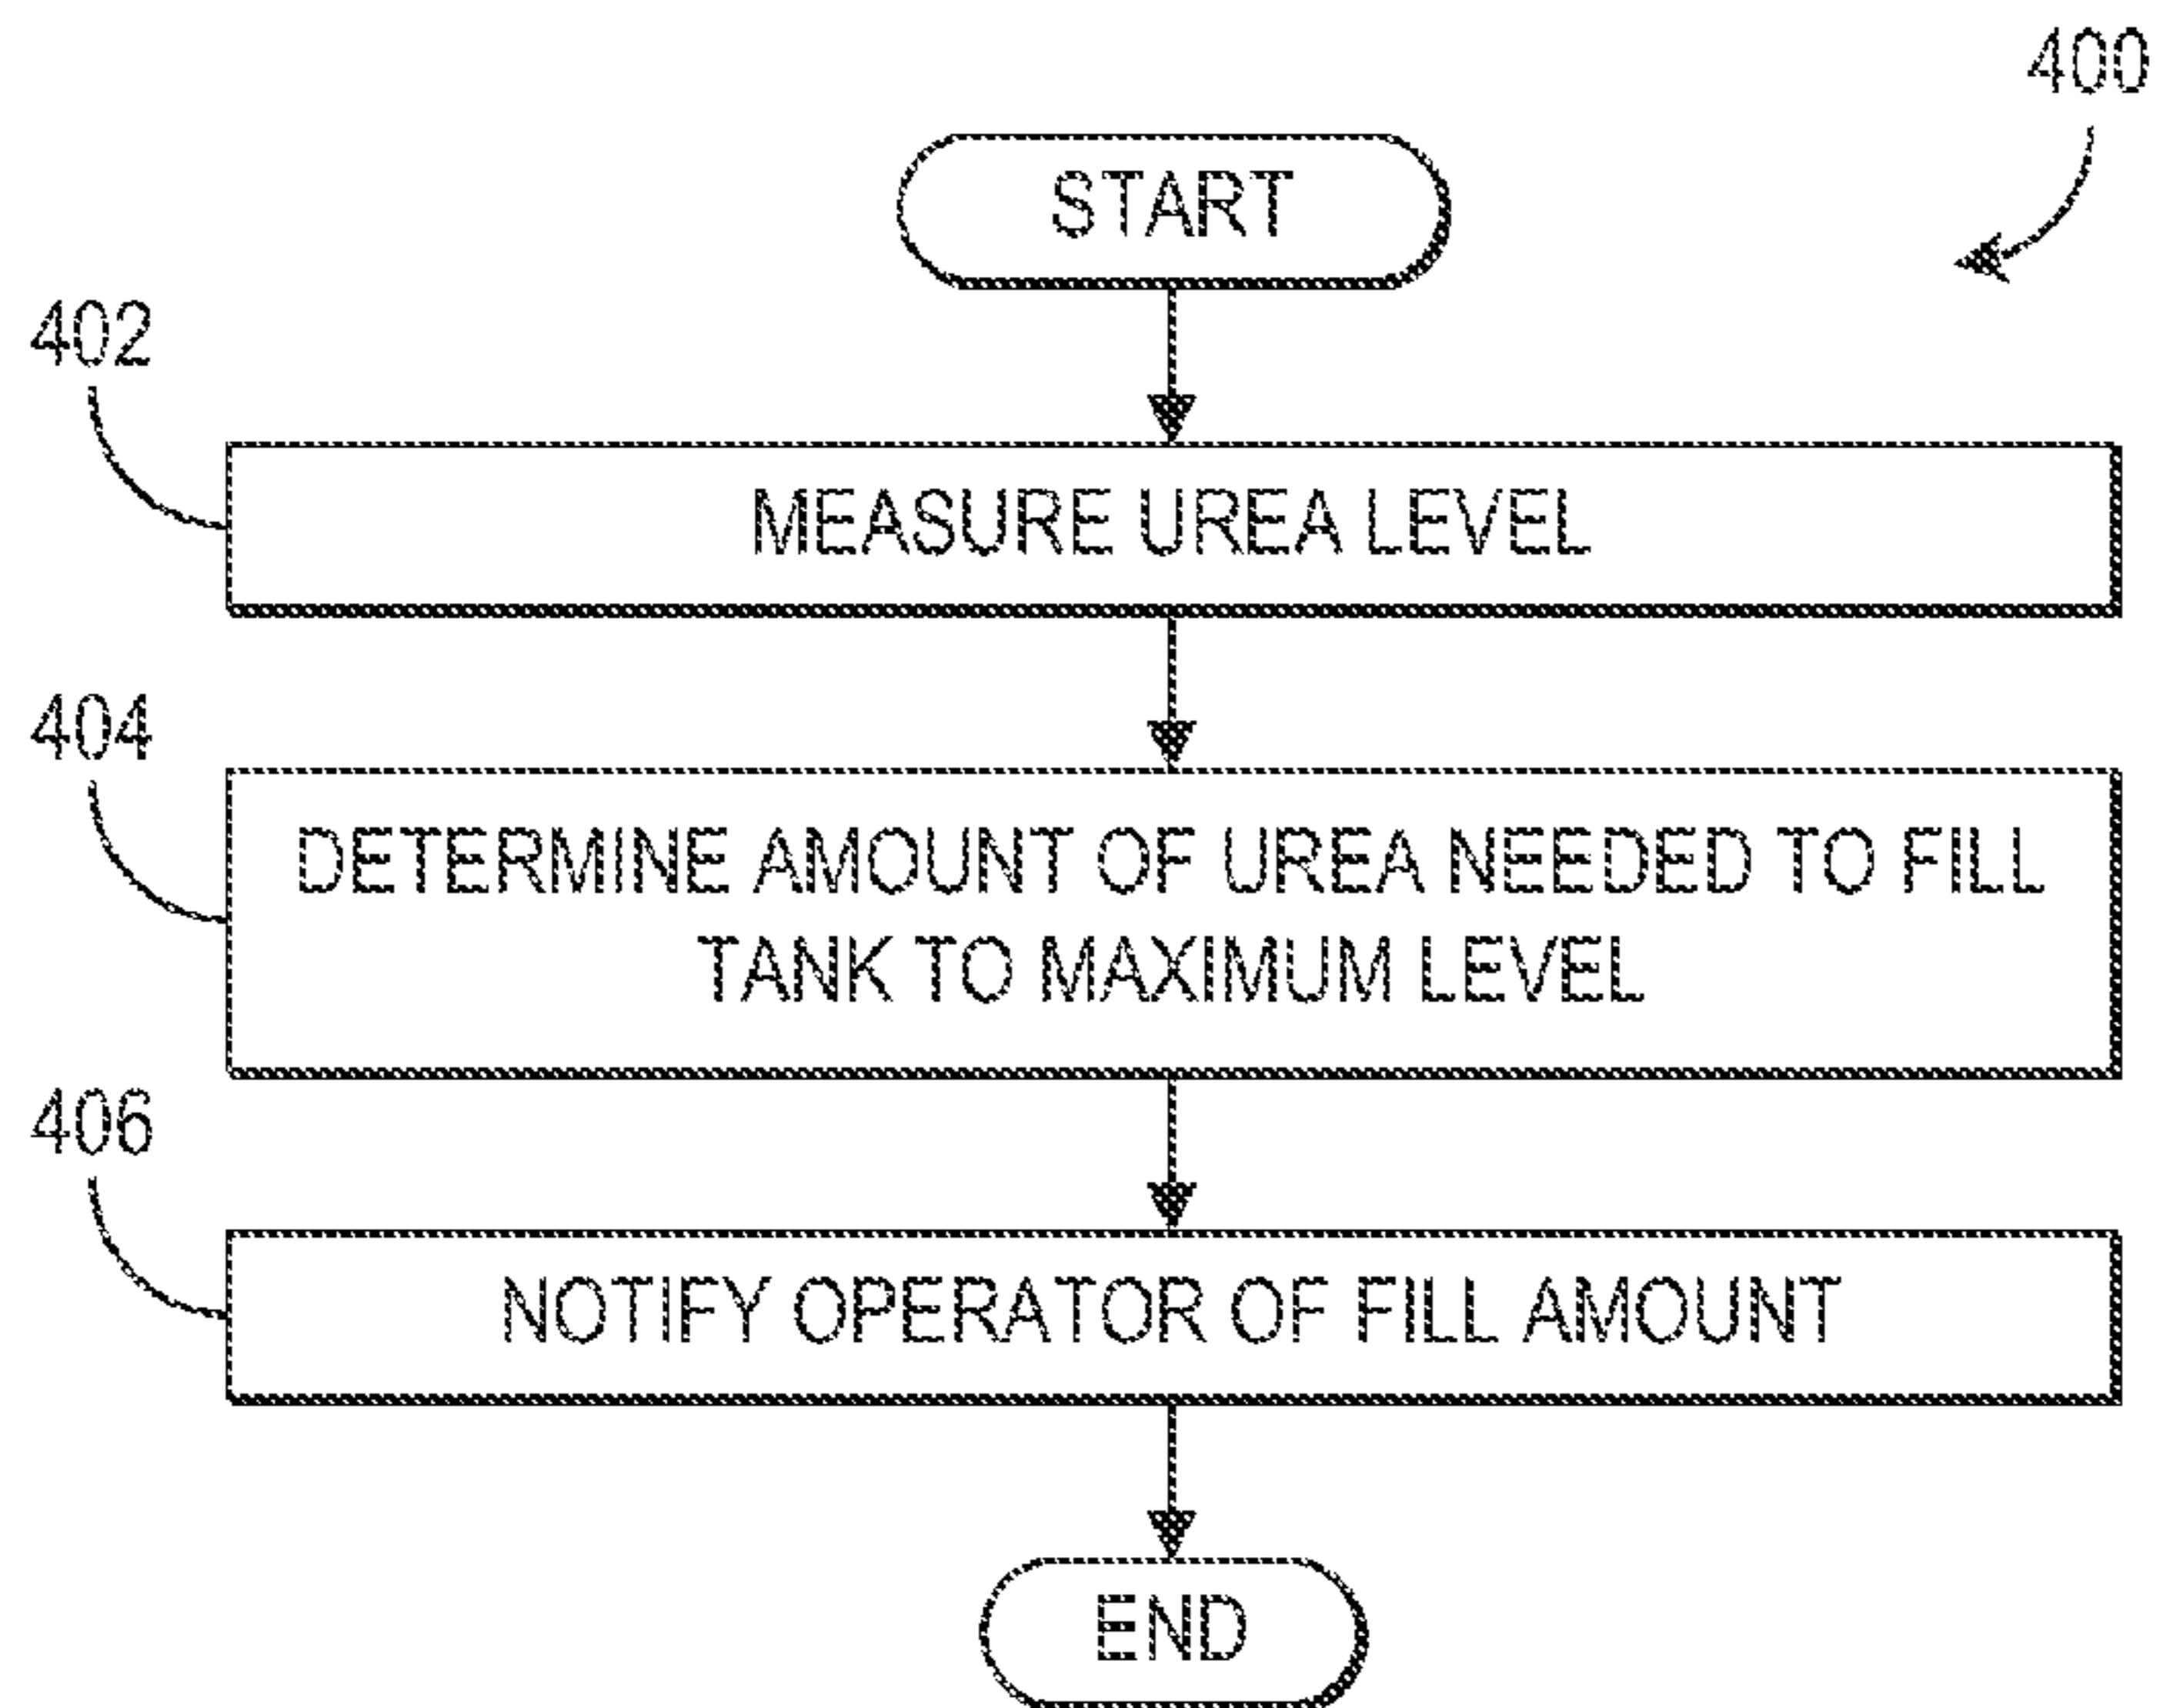 400
START
402
MEASURE UREA LEVEL
404
DETERMINE AMOUNT OF UREA NEEDED TO FILL
TANK TO MAXIMUM LEVEL
406
NOTIFY OPERATOR OF FILL AMOUNT
END